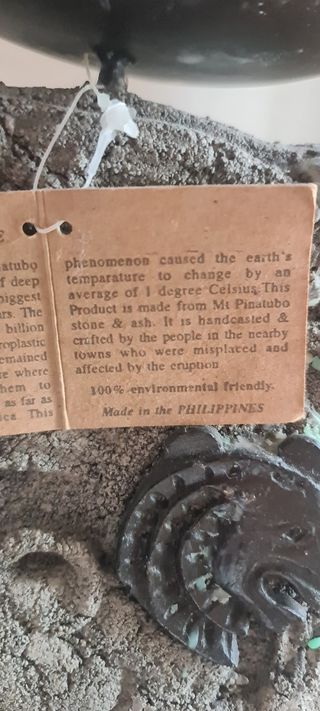 E
natubo
of deep
biggest
ars. The
billion
roplastic
remained
re where
hem to
as far as
ica. This
phenomenon caused the earth's
temparature to change by an
average of 1 degree Celsius.This
Product is made from Mt Pinatubo
stone & ash. It is handcasted &
crafted by the people in the nearby
towns who were misplaced and
affected by the eruption
100% environmental friendly.
Made in the PHILIPPINES